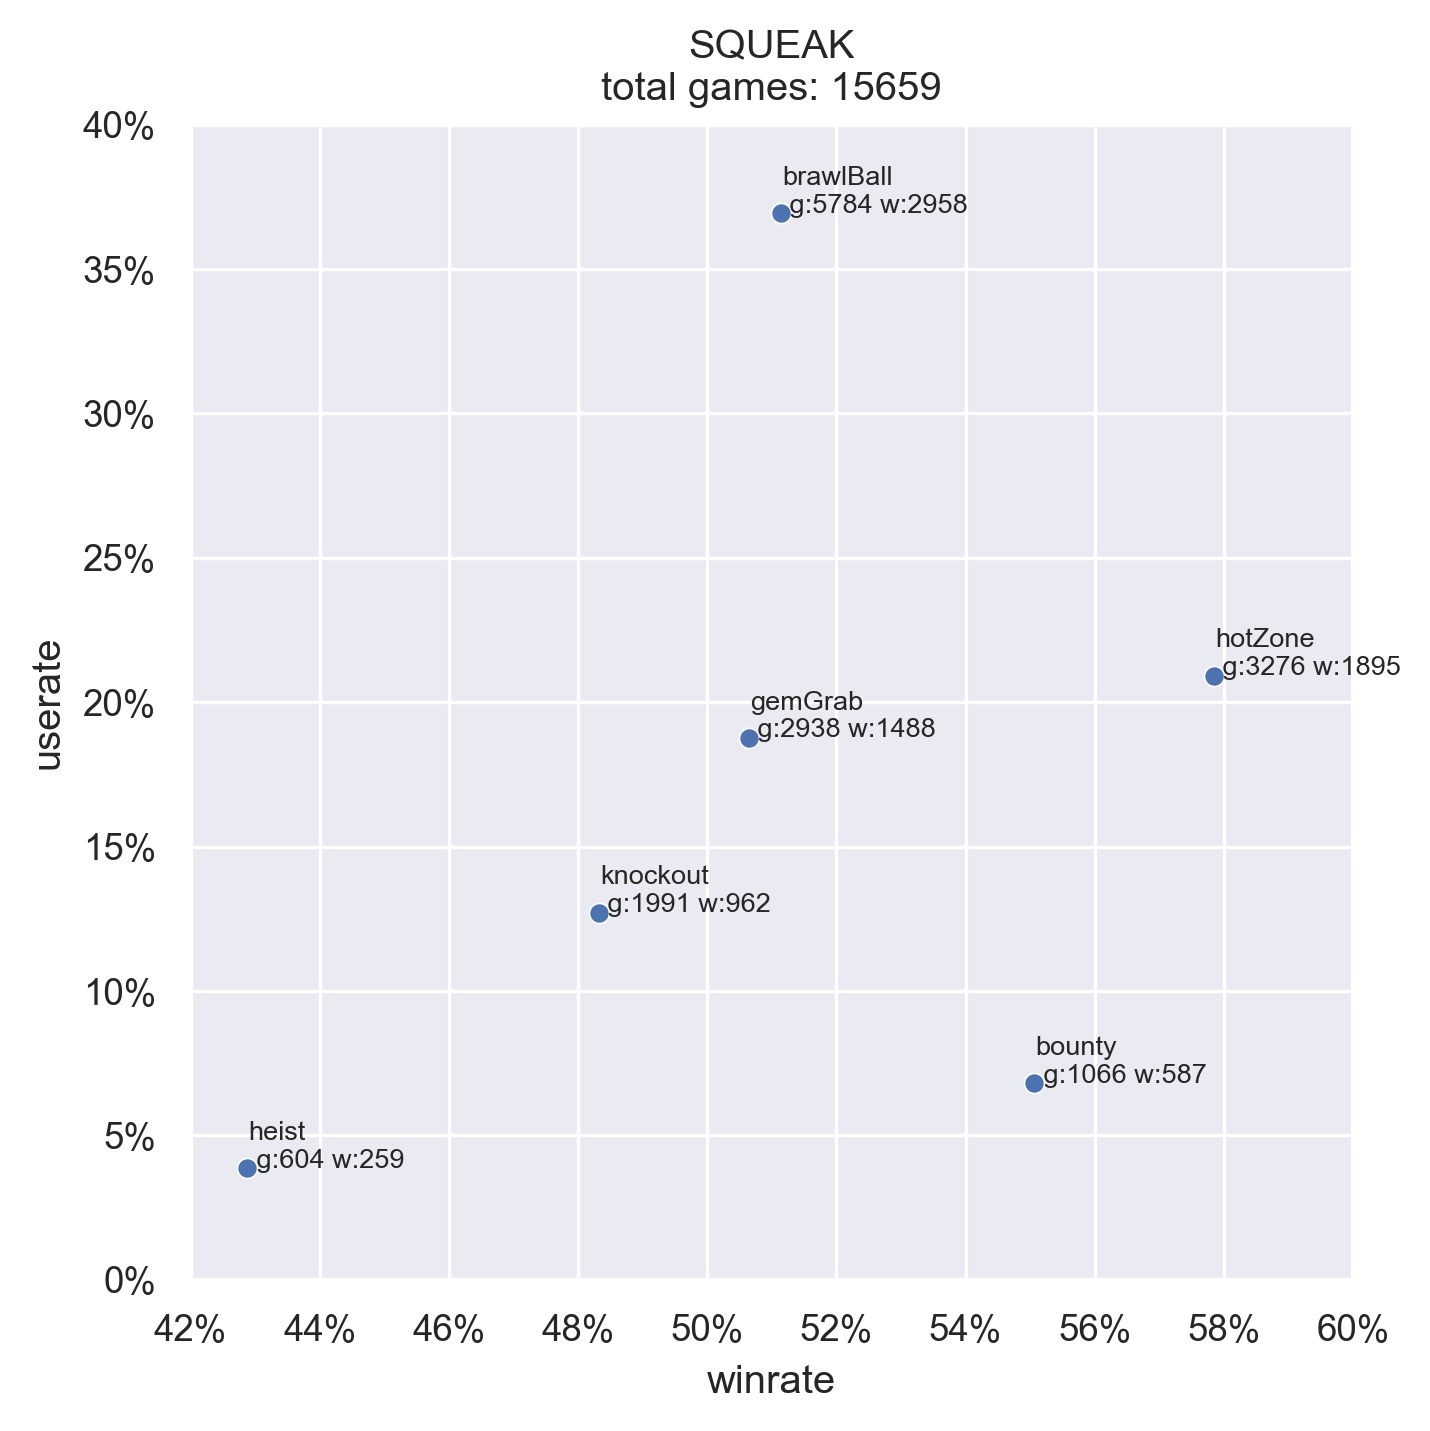 SQUEAK
total games: 15659
40%
35%
30%
25%
20%
15%
10%
5%
0%
userate
brawlBall
g:5784 w:2958
hotZone
g:3276 w:1895
gemGrab
g:2938 w:1488
knockout
g:1991 w:962
bounty
g:1066 w:587
heist
g:604 w:259
42% 44% 46% 48% 50% 52% 54% 56% 58% 60%
winrate